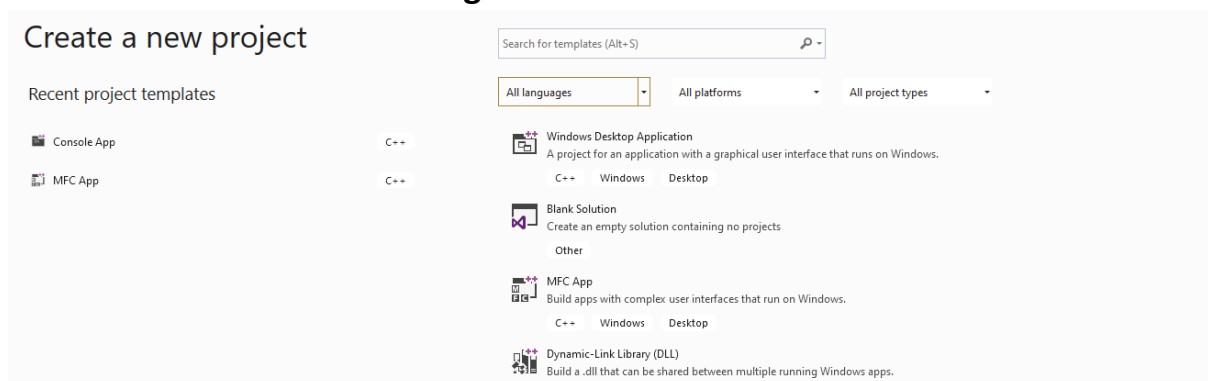 Create a new project
Search for templates (Alt+S)
Recent project templates
All languages
All platforms
All project types
Console App
C++
MFC App
C++
Windows Desktop Application
A project for an application with a graphical user interface that runs on Windows.
C++ Windows Desktop
Blank Solution
Create an empty solution containing no projects
Other
MFC App
Build apps with complex user interfaces that run on Windows.
C++ Windows Desktop
Dynamic-Link Library (DLL)
Build a .dll that can be shared between multiple running Windows apps.